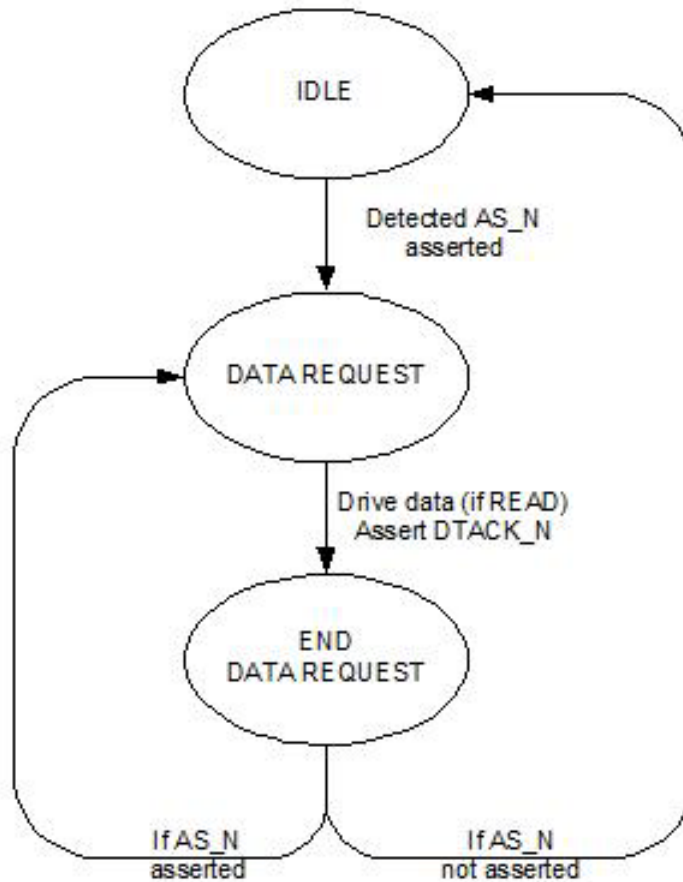 IDLE
Detected AS_N
asserted
DATA REQUEST
Drive data (if READ)
Assert DTACK_N
END
DATA REQUEST
If AS_N
asserted
If AS_N
not asserted